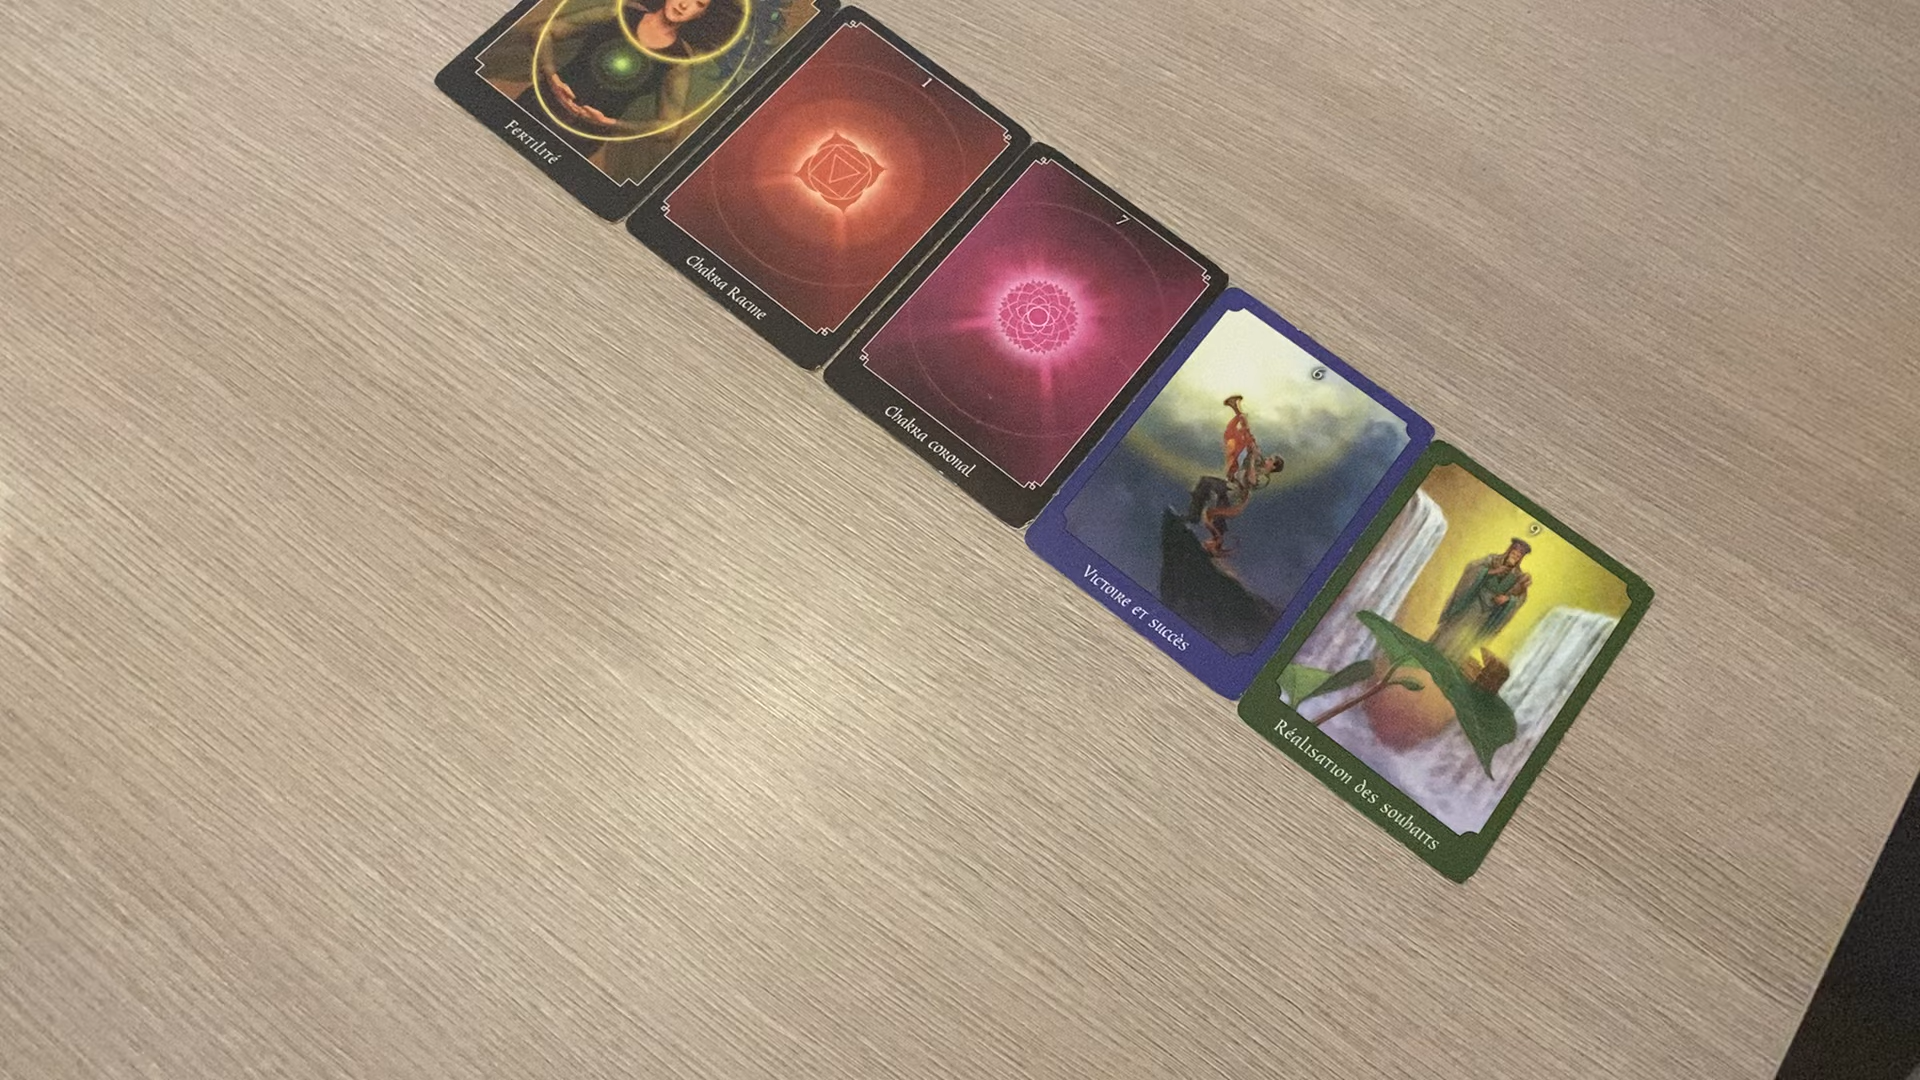 Fertilité
1
Chakra Racine
7
Chakra coronal
6
Victoire et succès
9
Réalisation des souhaits